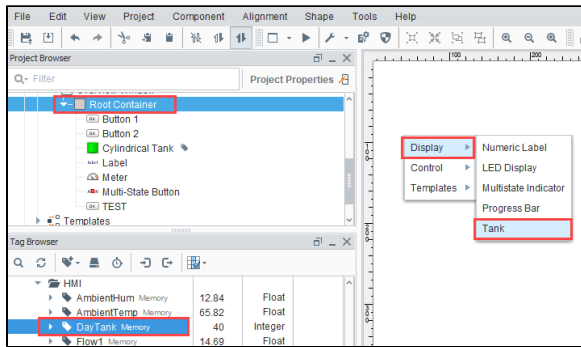 File Edit View Project Component Alignment Shape Tools Help
Project Browser
Filter
Project Properties
Root Container
Button 1
Button 2
Cylindrical Tank
Label
Meter
Multi-State Button
TEST
Templates
Tag Browser
HMI
AmbientHum Memory 12.84 Float
AmbientTemp Memory 65.82 Float
DayTank Memory 40 Integer
Flow1 Memory 14.69 Float
100 200
Display Numeric Label
Control LED Display
Templates Multistate Indicator
Progress Bar
Tank